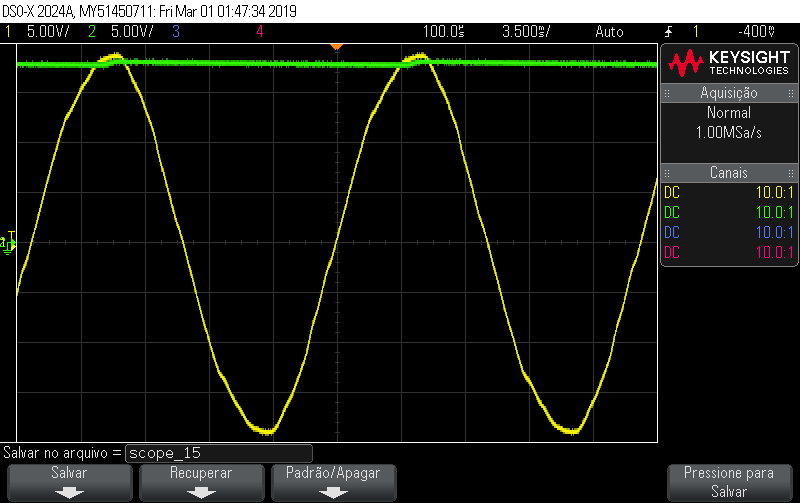 DSO-X 2024A, MY51450711: Fri Mar 01 01:47:34 2019
1 5.00V/ 2 5.00V/ 3 4 100.0s 3.500s/ Auto 1 -400V
KEYSIGHT
TECHNOLOGIES
Aquisição
Normal
1.00MSa/s
Canais
DC 10.0:1
DC 10.0:1
DC 10.0:1
DC 10.0:1
T
Salvar no arquivo = scope_15
Salvar Recuperar Padrão/Apagar Pressione para
Salvar